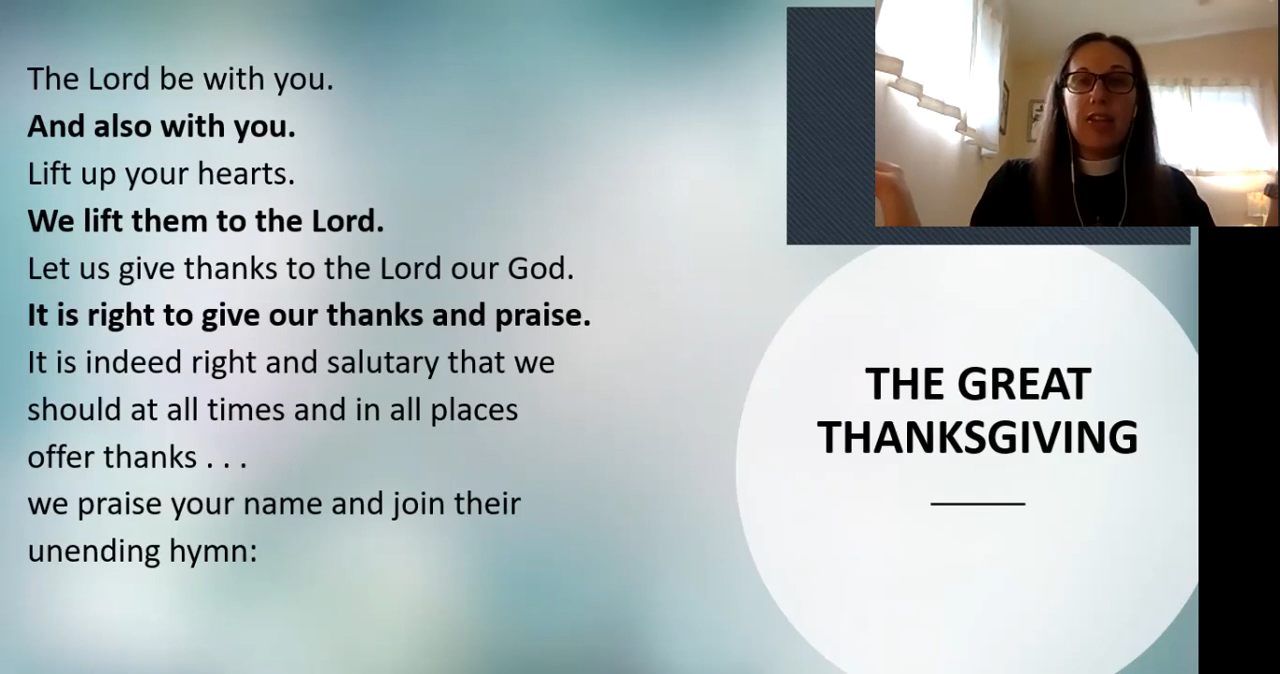 The Lord be with you.
And also with you.
Lift up your hearts.
We lift them to the Lord.
Let us give thanks to the Lord our God.
It is right to give our thanks and praise.
It is indeed right and salutary that we
should at all times and in all places
offer thanks . . .
we praise your name and join their
unending hymn:
THE GREAT
THANKSGIVING